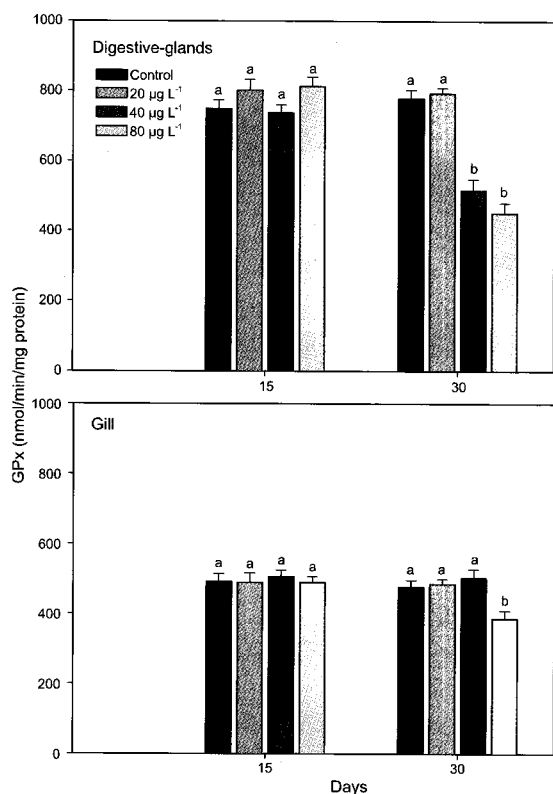 1000
Digestive-glands
Control
20 µg L⁻¹
40 µg L⁻¹
80 µg L⁻¹
a a a a a a b b
800
600
400
200
0
15 30
GPx (nmol/min/mg protein)
1000
Gill
a a a a a a a b
800
600
400
200
0
15 30
Days